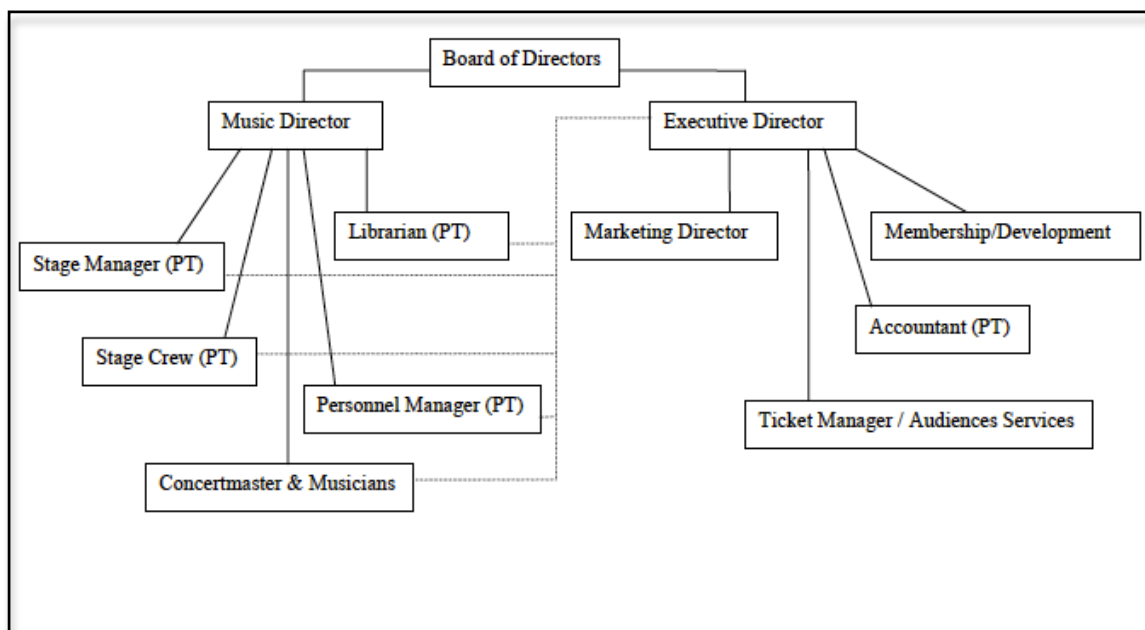 Board of Directors
Music Director
Executive Director
Librarian (PT)
Marketing Director
Membership/Development
Stage Manager (PT)
Accountant (PT)
Stage Crew (PT)
Personnel Manager (PT)
Ticket Manager / Audiences Services
Concertmaster & Musicians